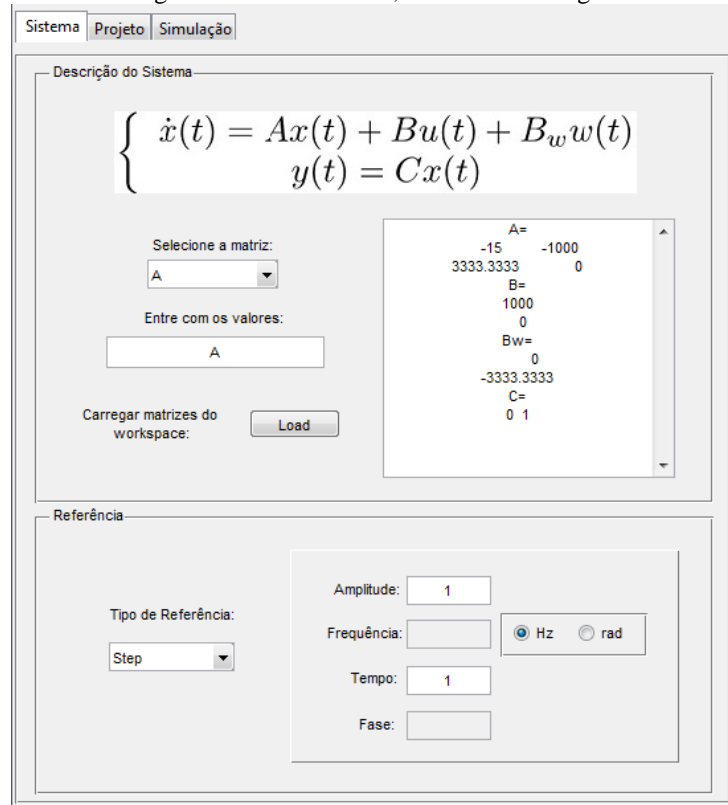 Sistema Projeto Simulação
Descrição do Sistema
ẋ(t) = Ax(t) + Bu(t) + B_w w(t)
y(t) = Cx(t)
Selecione a matriz:
A
Entre com os valores:
A
Carregar matrizes do
workspace:
Load
A=
-15 -1000
3333.3333 0
B=
1000
0
Bw=
0
-3333.3333
C=
0 1
Referência
Tipo de Referência:
Step
Amplitude: 1
Frequência:
Hz rad
Tempo: 1
Fase: